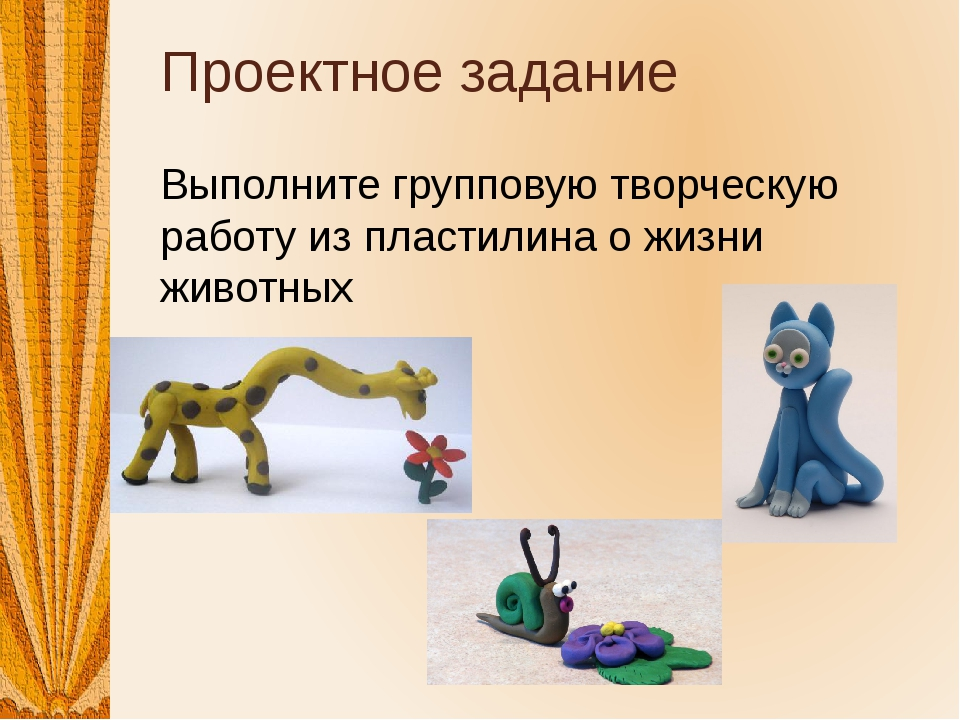 Проектное задание
Выполните групповую творческую
работу из пластилина о жизни
животных